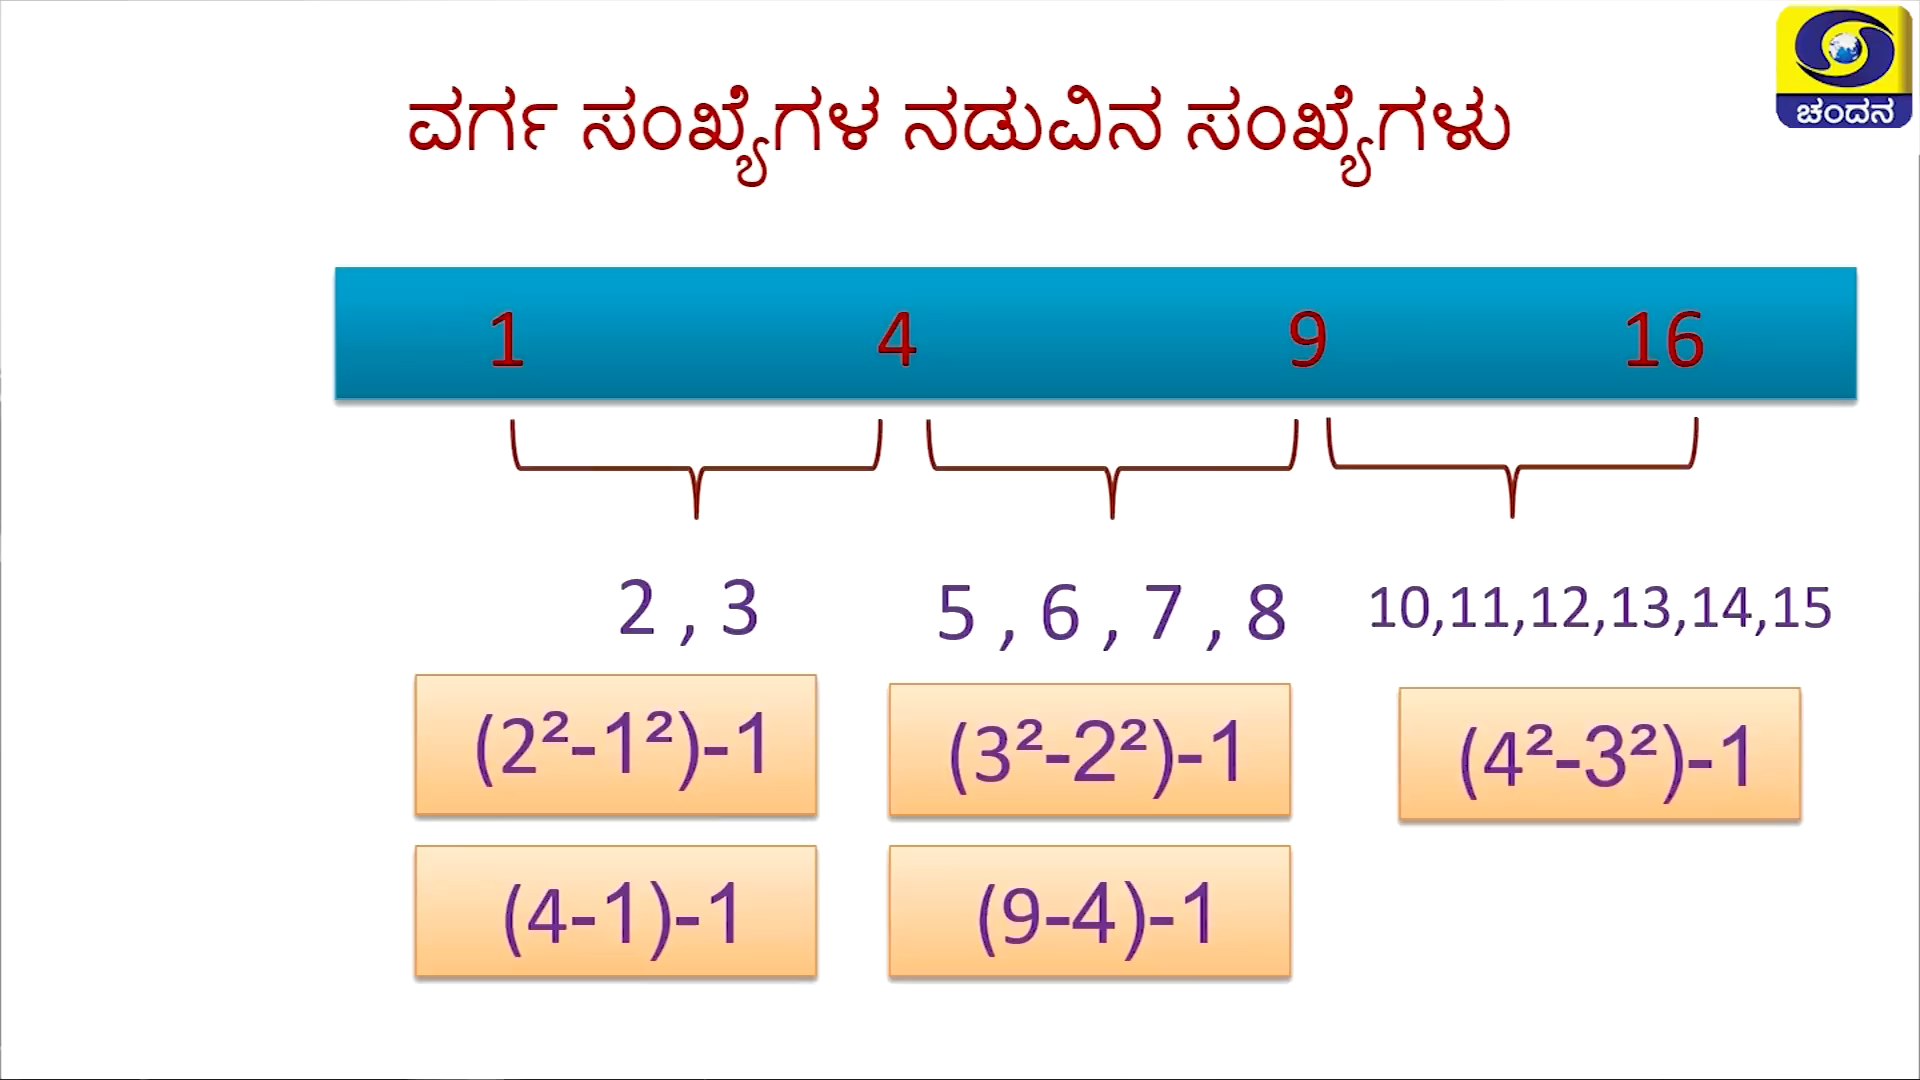 ಚಂದನ
ವರ್ಗ ಸಂಖ್ಯೆಗಳ ನಡುವಿನ ಸಂಖ್ಯೆಗಳು
1 4 9 16
2 , 3 5 , 6 , 7 , 8 10,11,12,13,14,15
(2²-1²)-1 (3²-2²)-1 (4²-3²)-1
(4-1)-1 (9-4)-1